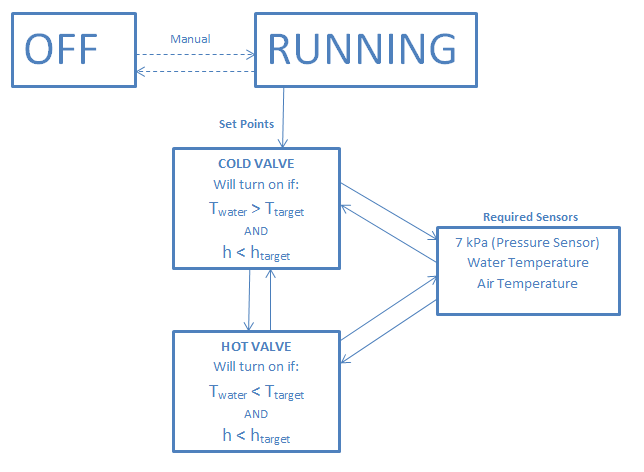 OFF
Manual
RUNNING
Set Points
COLD VALVE
Will turn on if:
Twater > Ttarget
AND
h < htarget
Required Sensors
7 kPa (Pressure Sensor)
Water Temperature
Air Temperature
HOT VALVE
Will turn on if:
Twater < Ttarget
AND
h < htarget